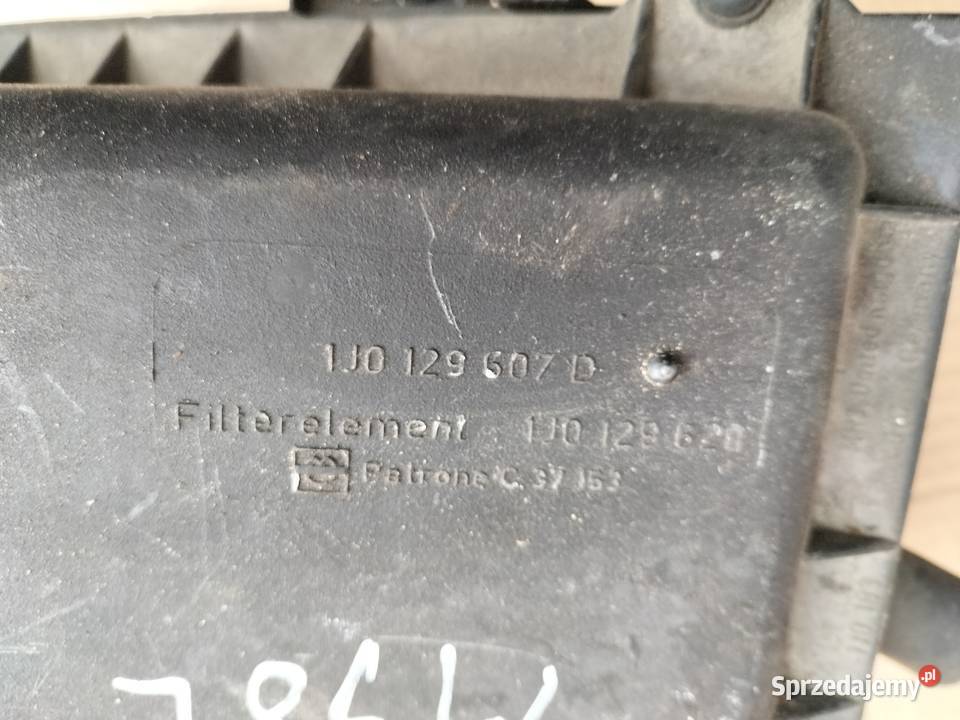 1J0 129 607 D
Filterelement 1J0 129 620
Patrone C 37 153
Sprzedajemy.pl